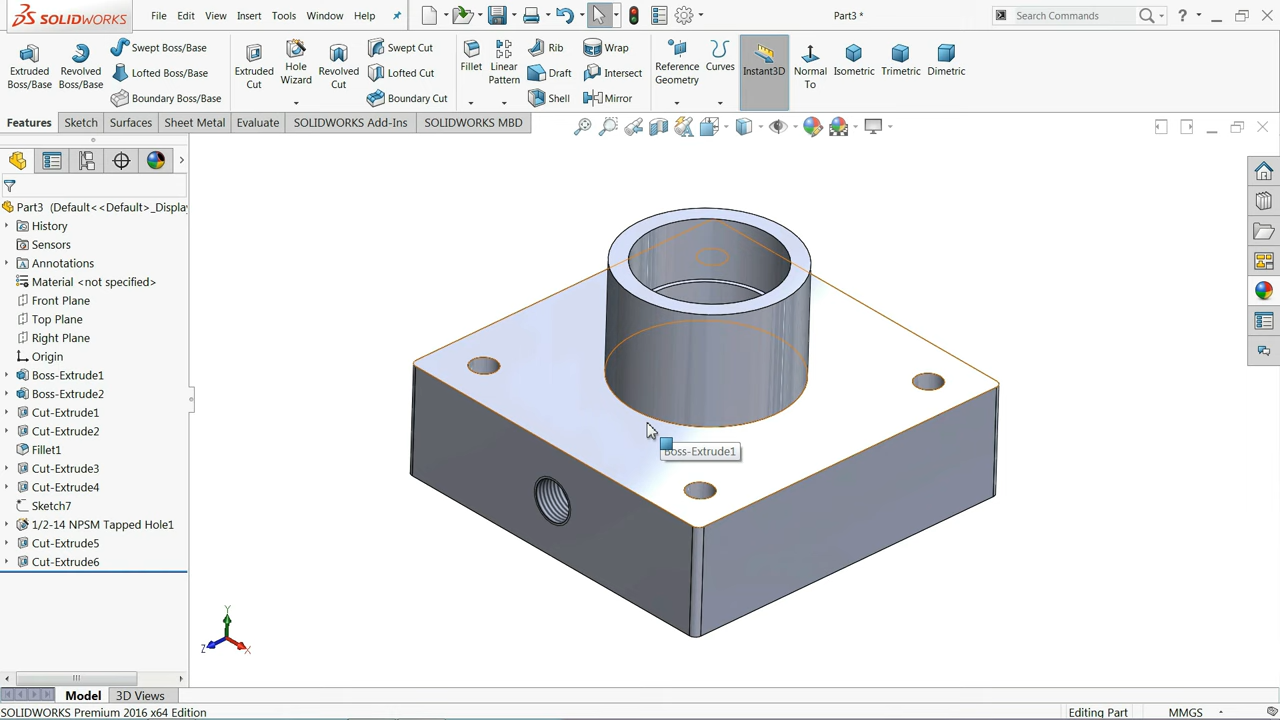 SOLIDWORKS File Edit View Insert Tools Window Help Part3 * Search Commands ?
Extruded Boss/Base
Revolved Boss/Base
Swept Boss/Base
Lofted Boss/Base
Boundary Boss/Base
Extruded Cut
Hole Wizard
Revolved Cut
Swept Cut
Lofted Cut
Boundary Cut
Fillet
Linear Pattern
Rib
Draft
Shell
Wrap
Intersect
Mirror
Reference Geometry
Curves
Instant3D
Normal To
Isometric
Trimetric
Dimetric
Features Sketch Surfaces Sheet Metal Evaluate SOLIDWORKS Add-Ins SOLIDWORKS MBD
Part3 (Default<<Default>_Displa
History
Sensors
Annotations
Material <not specified>
Front Plane
Top Plane
Right Plane
Origin
Boss-Extrude1
Boss-Extrude2
Cut-Extrude1
Cut-Extrude2
Fillet1
Cut-Extrude3
Cut-Extrude4
Sketch7
1/2-14 NPSM Tapped Hole1
Cut-Extrude5
Cut-Extrude6
Boss-Extrude1
Y
Z
X
Model 3D Views
SOLIDWORKS Premium 2016 x64 Edition Editing Part MMGS